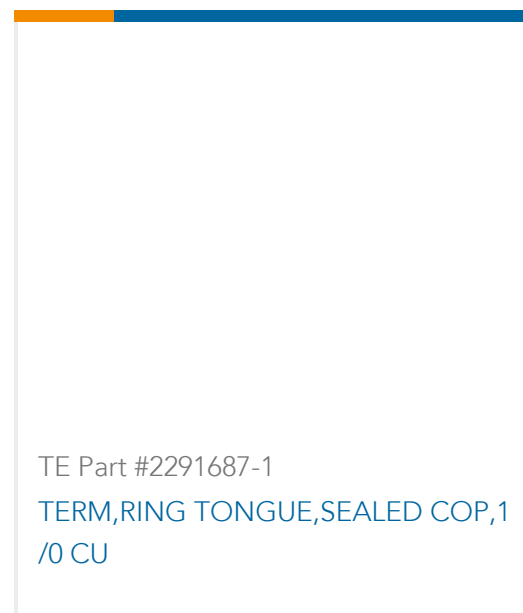 TE Part #2291687-1
TERM,RING TONGUE,SEALED COP,1
/0 CU